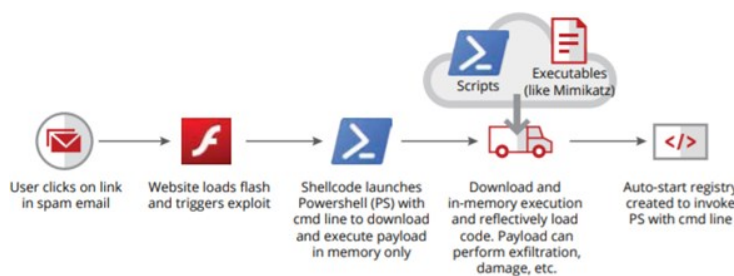 Scripts
Executables
(like Mimikatz)
User clicks on link
in spam email
Website loads flash
and triggers exploit
Shellcode launches
Powershell (PS) with
cmd line to download
and execute payload
in memory only
Download and
in-memory execution
and reflectively load
code. Payload can
perform exfiltration,
damage, etc.
</>
Auto-start registry
created to invoke
PS with cmd line